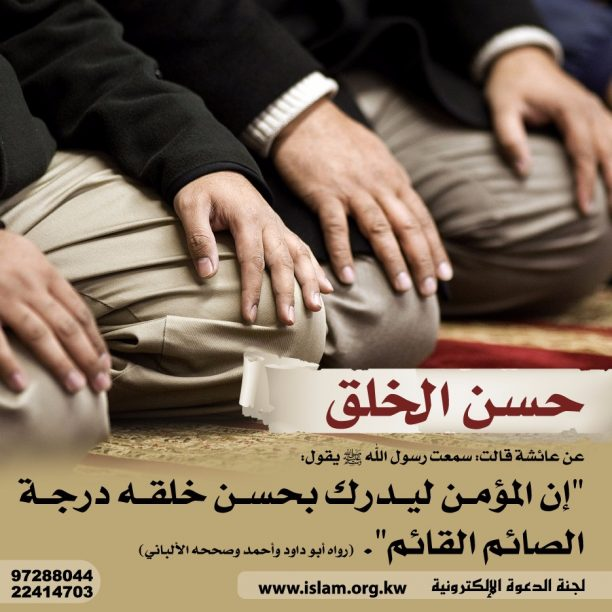 حسن الخلق
عن عائشة قالت: سمعت رسول الله ﷺ يقول:
"إن المؤمن ليدرك بحسن خلقه درجة
الصائم القائم". (رواه أبو داود وأحمد وصححه الألباني)
لجنة الدعوة الإلكترونية www.islam.org.kw
97288044
22414703